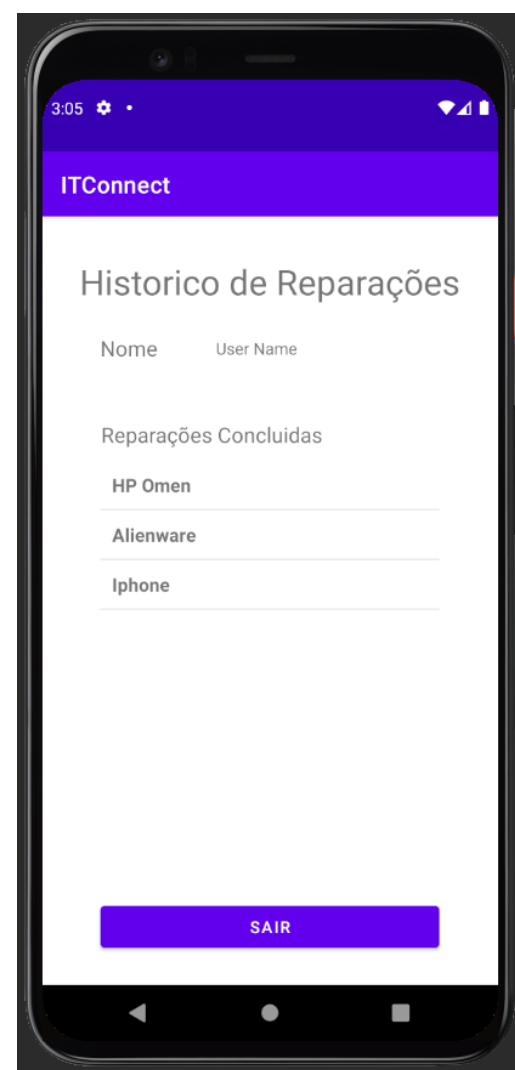 3:05
ITConnect
Historico de Reparações
Nome User Name
Reparações Concluidas
HP Omen
Alienware
Iphone
SAIR